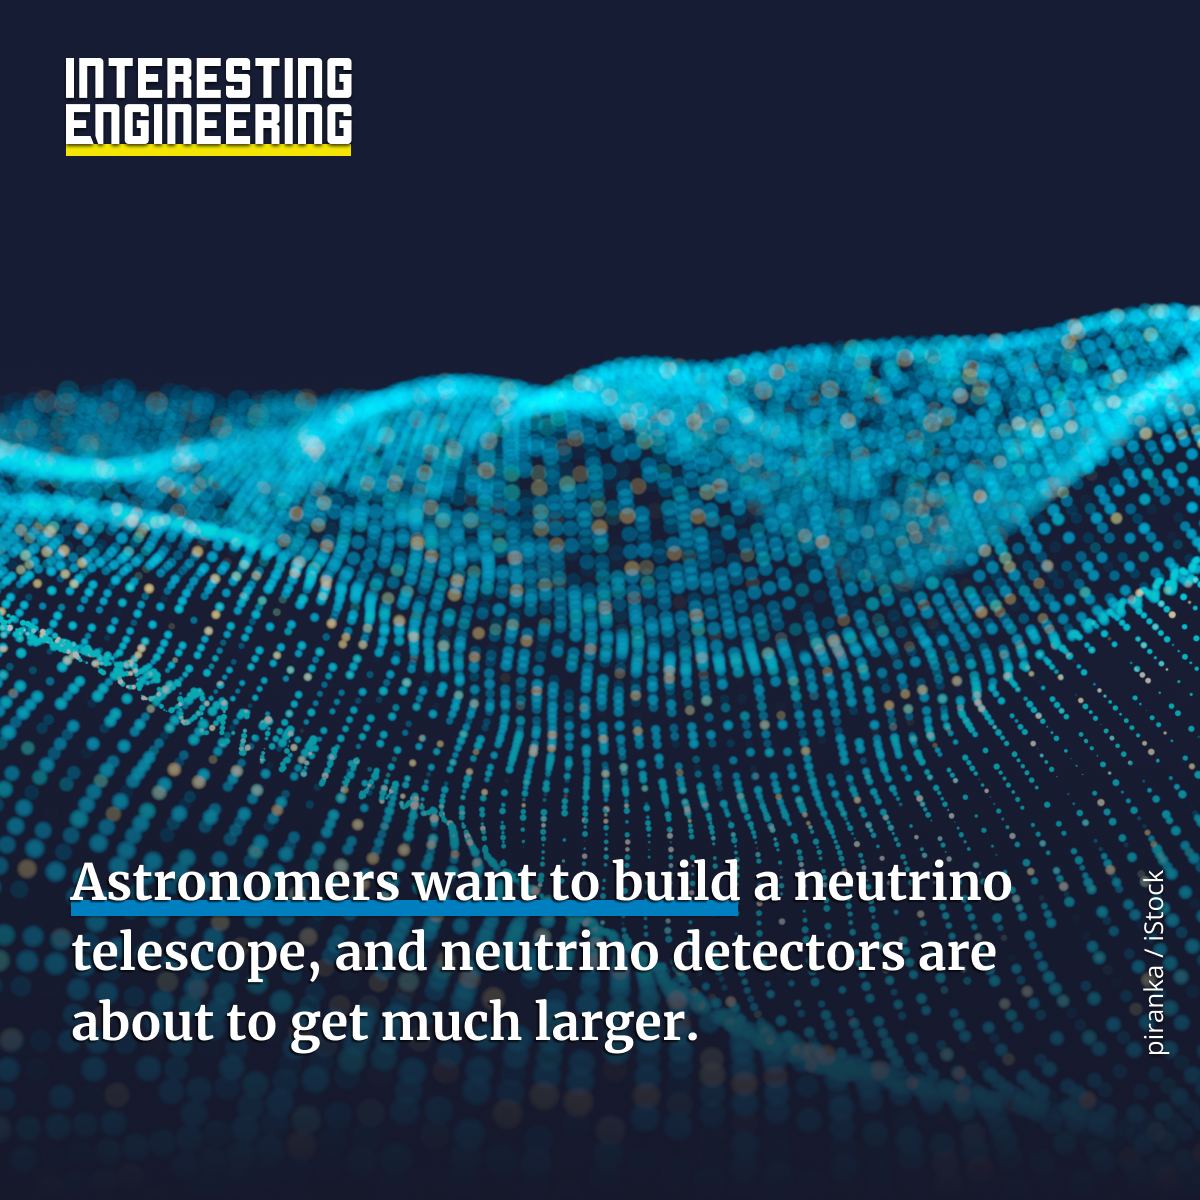 INTERESTING
ENGINEERING
Astronomers want to build a neutrino
telescope, and neutrino detectors are
about to get much larger.
piranka / iStock